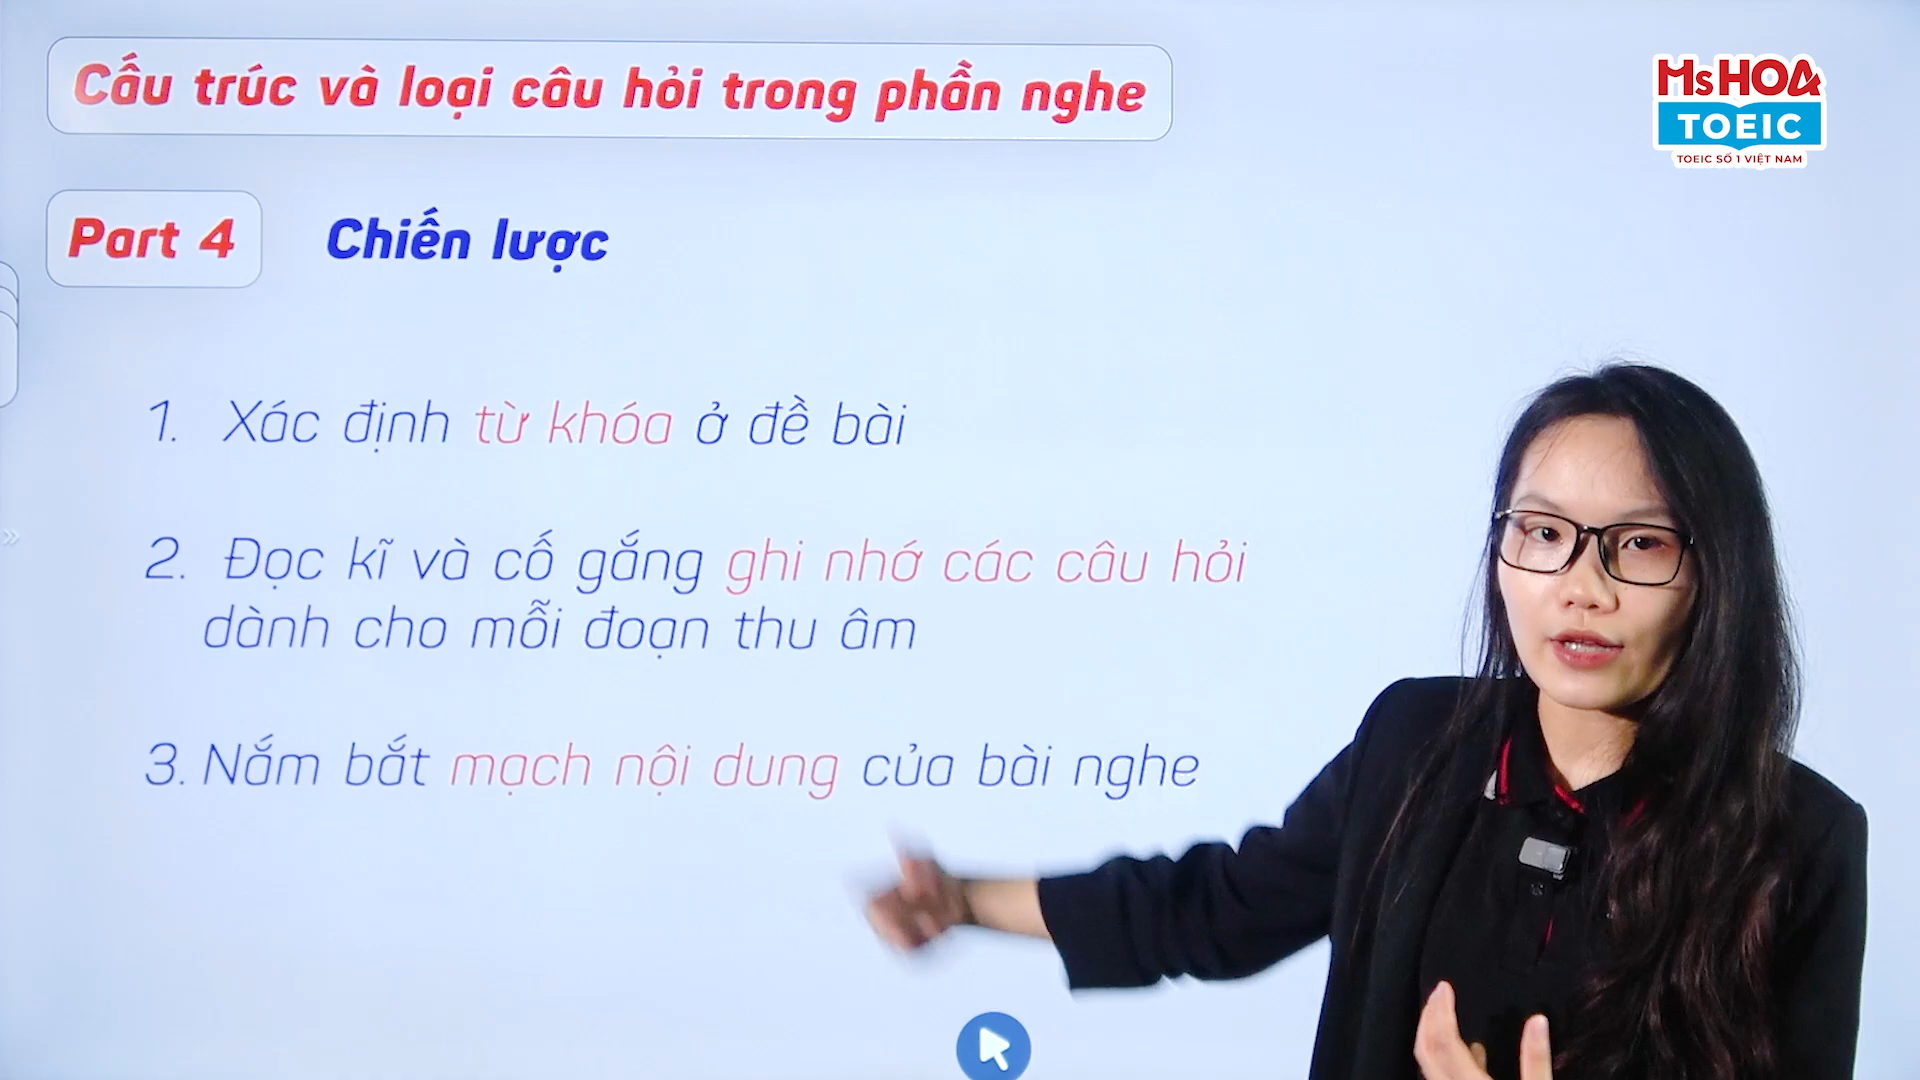 Cấu trúc và loại câu hỏi trong phần nghe
MsHOA
TOEIC
TOEIC SỐ 1 VIỆT NAM
Part 4 Chiến lược
1. Xác định từ khóa ở đề bài
2. Đọc kĩ và cố gắng ghi nhớ các câu hỏi
dành cho mỗi đoạn thu âm
3. Nắm bắt mạch nội dung của bài nghe